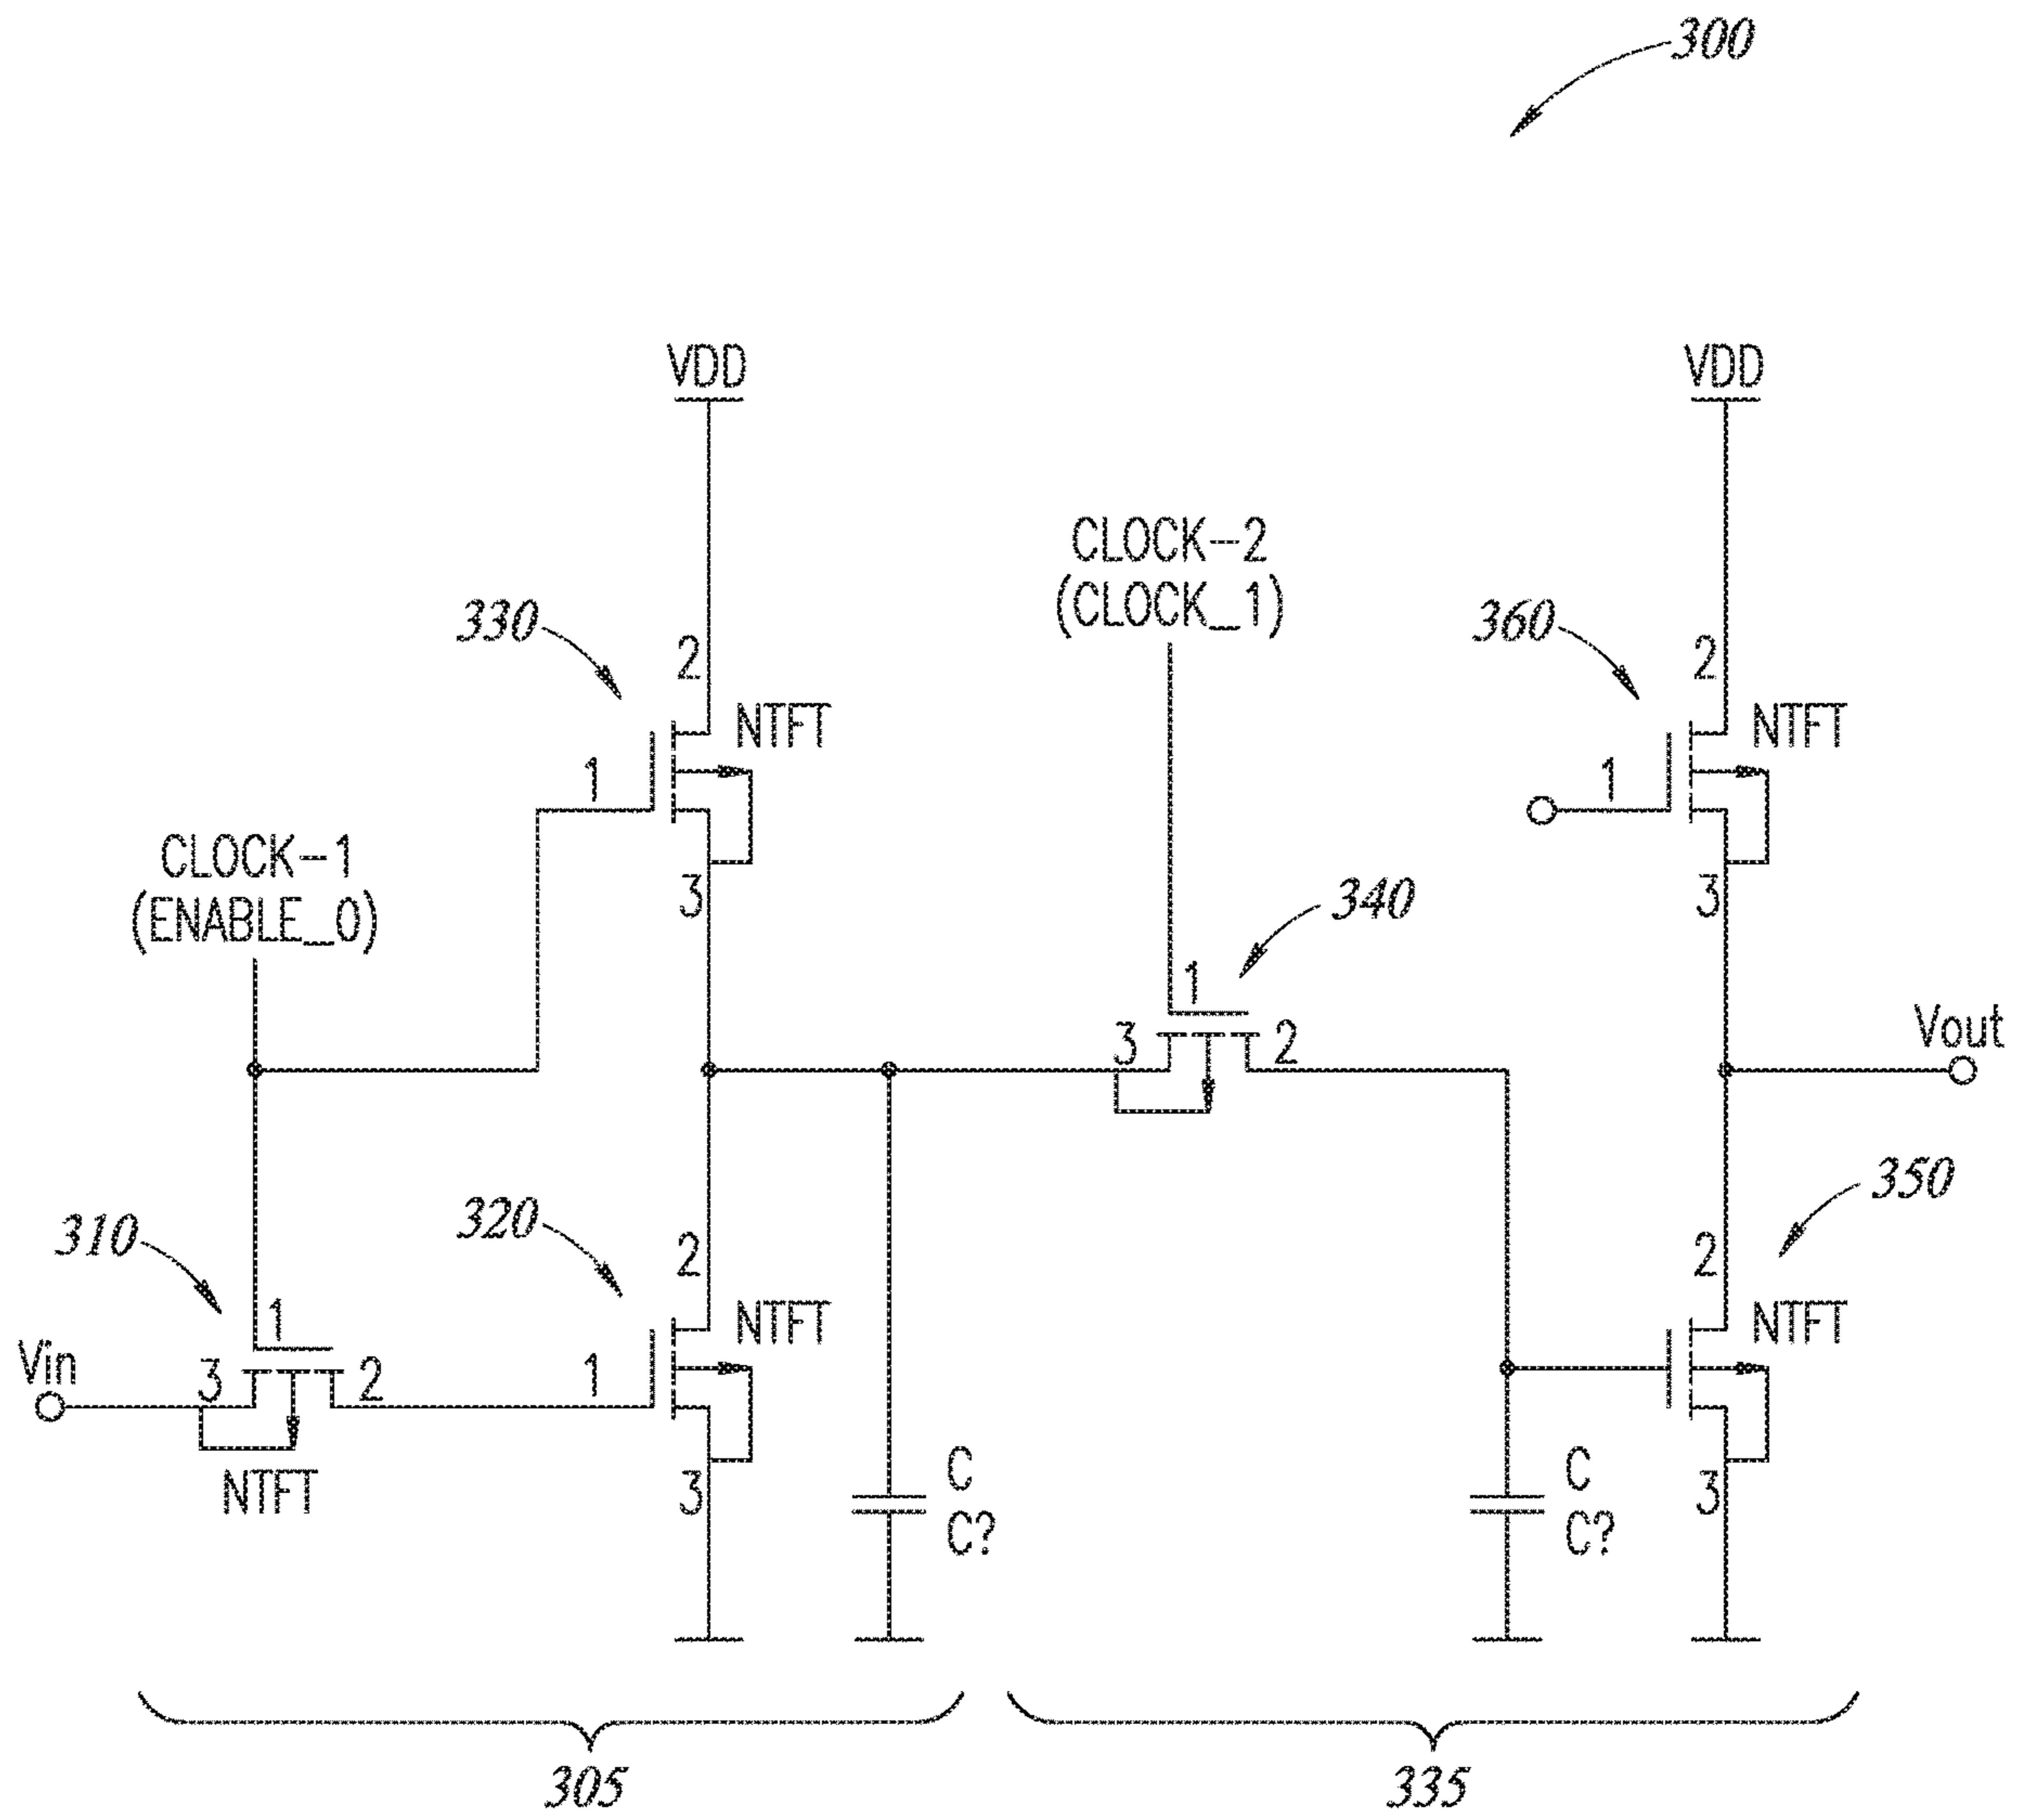 300
VDD
VDD
CLOCK-2
(CLOCK_1)
330
360
2
2
NTFT
NTFT
1
1
CLOCK-1
(ENABLE_0)
3
3
340
1
3
2
Vout
350
310
320
2
2
1
NTFT
NTFT
Vin
3
2
1
NTFT
3
C
C?
C
C?
3
305
335